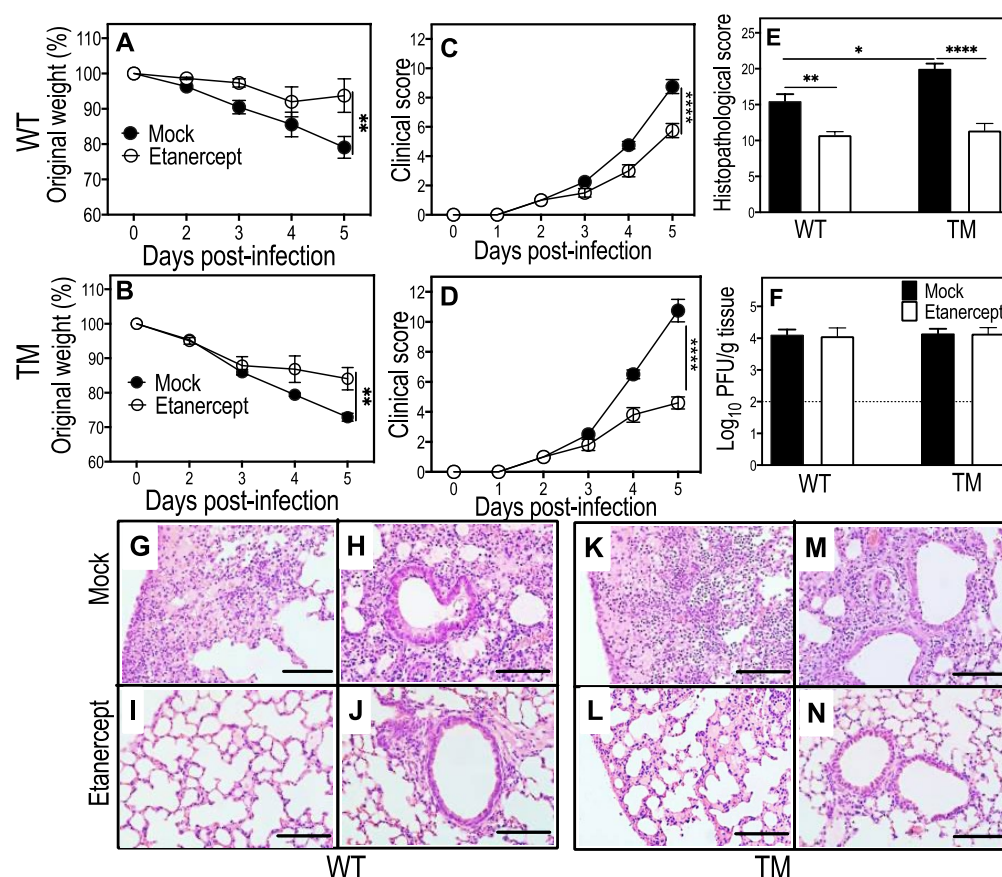 WT
A
Original weight (%)
110
100
90
80
70
60
Mock
Etanercept
**
0 2 3 4 5
Days post-infection
C
Clinical score
12
10
8
6
4
2
0
****
0 1 2 3 4 5
Days post-infection
E
Histopathological score
25
20
15
10
5
0
*
**
****
WT TM
TM
B
Original weight (%)
110
100
90
80
70
60
Mock
Etanercept
**
0 2 3 4 5
Days post-infection
D
Clinical score
12
10
8
6
4
2
0
****
0 1 2 3 4 5
Days post-infection
F
Log10 PFU/g tissue
5
4
3
2
1
0
Mock
Etanercept
WT TM
Mock
G H K M
Etanercept
I J L N
WT TM